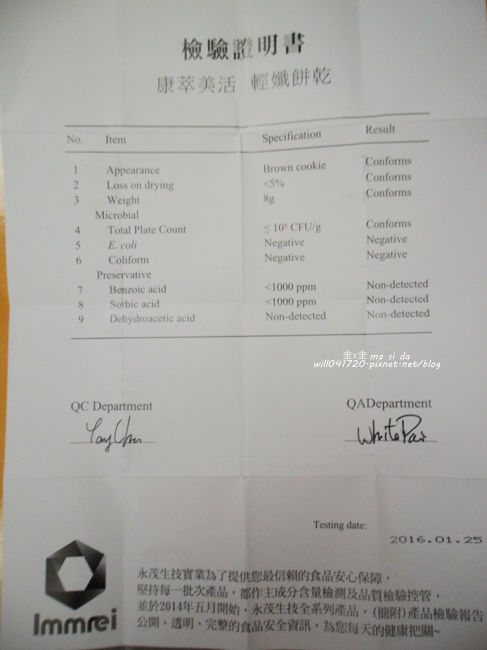 檢驗證明書
康萃美活 輕孅餅乾
No. Item Specification Result
1 Appearance Brown cookie Conforms
2 Loss on drying <5% Conforms
3 Weight 8g Conforms
Microbial
4 Total Plate Count ≤ 10⁵ CFU/g Conforms
5 E. coli Negative Negative
6 Coliform Negative Negative
Preservative
7 Benzoic acid <1000 ppm Non-detected
8 Sorbic acid <1000 ppm Non-detected
9 Dehydroacetic acid Non-detected Non-detected
金x金 ma si da
will041720.pixnet.net/blog
QC Department QADepartment
Testing date: 2016.01.25
Immrei
永茂生技實業為了提供您最信賴的食品安心保障，
堅持每一批次產品，都作主成分含量檢測及品質檢驗控管，
並於2014年五月開始，永茂生技全系列產品，(簡附)產品檢驗報告
公開、透明、完整的食品安全資訊，為您每天的健康把關~